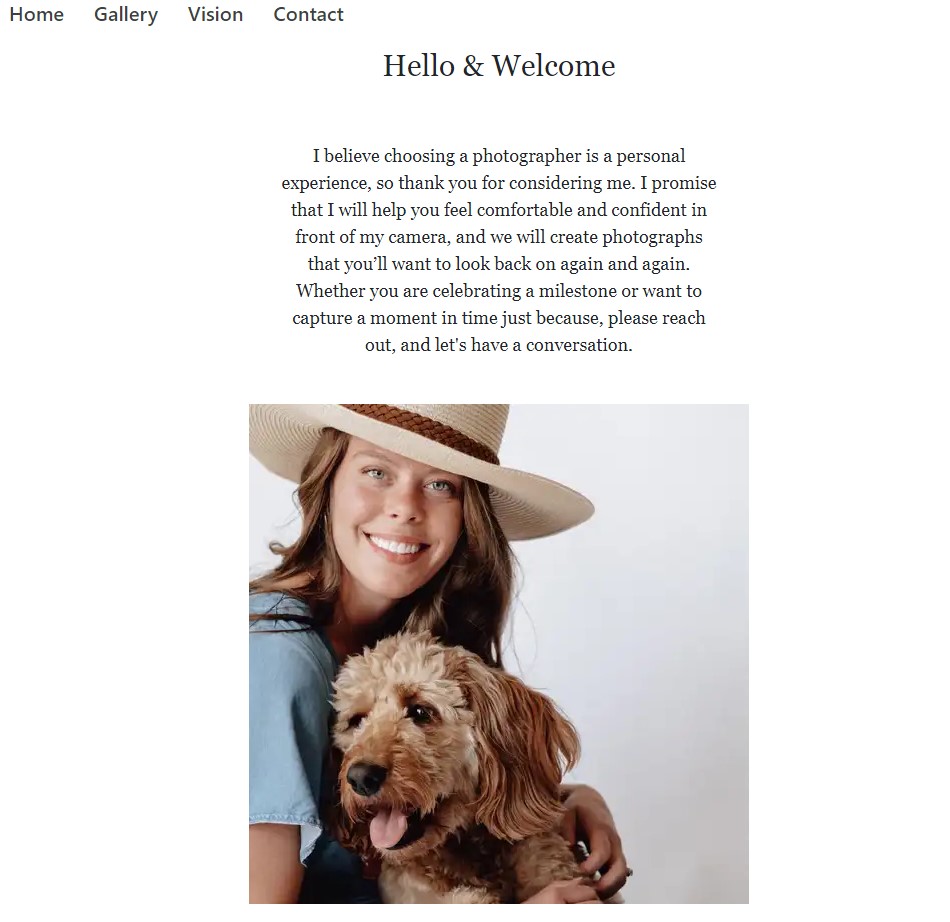 Home Gallery Vision Contact
Hello & Welcome
I believe choosing a photographer is a personal
experience, so thank you for considering me. I promise
that I will help you feel comfortable and confident in
front of my camera, and we will create photographs
that you’ll want to look back on again and again.
Whether you are celebrating a milestone or want to
capture a moment in time just because, please reach
out, and let's have a conversation.